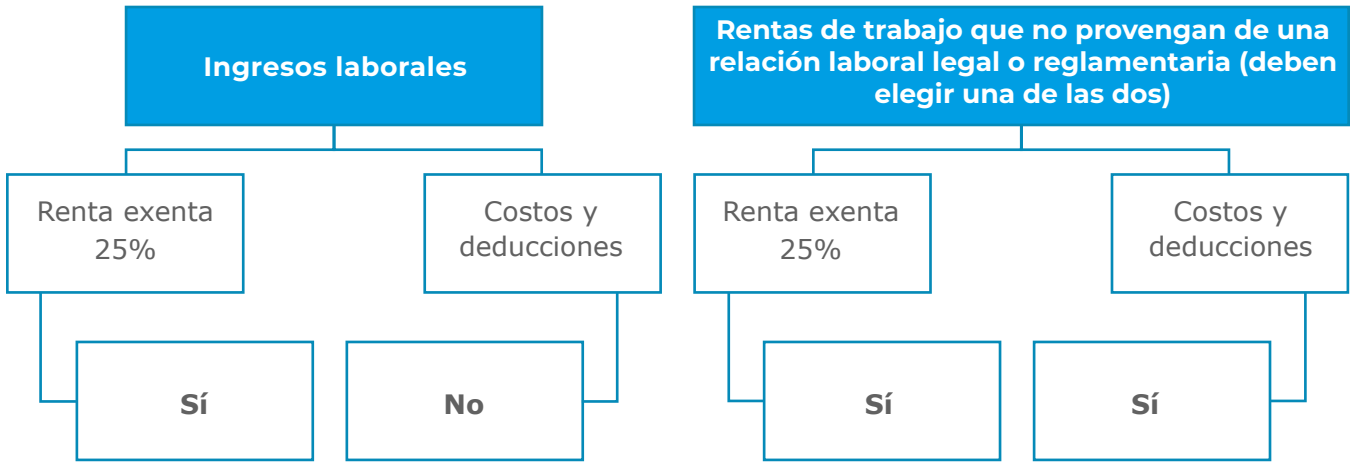 Ingresos laborales
Renta exenta
25%
Costos y
deducciones
Sí
No
Rentas de trabajo que no provengan de una
relación laboral legal o reglamentaria (deben
elegir una de las dos)
Renta exenta
25%
Costos y
deducciones
Sí
Sí